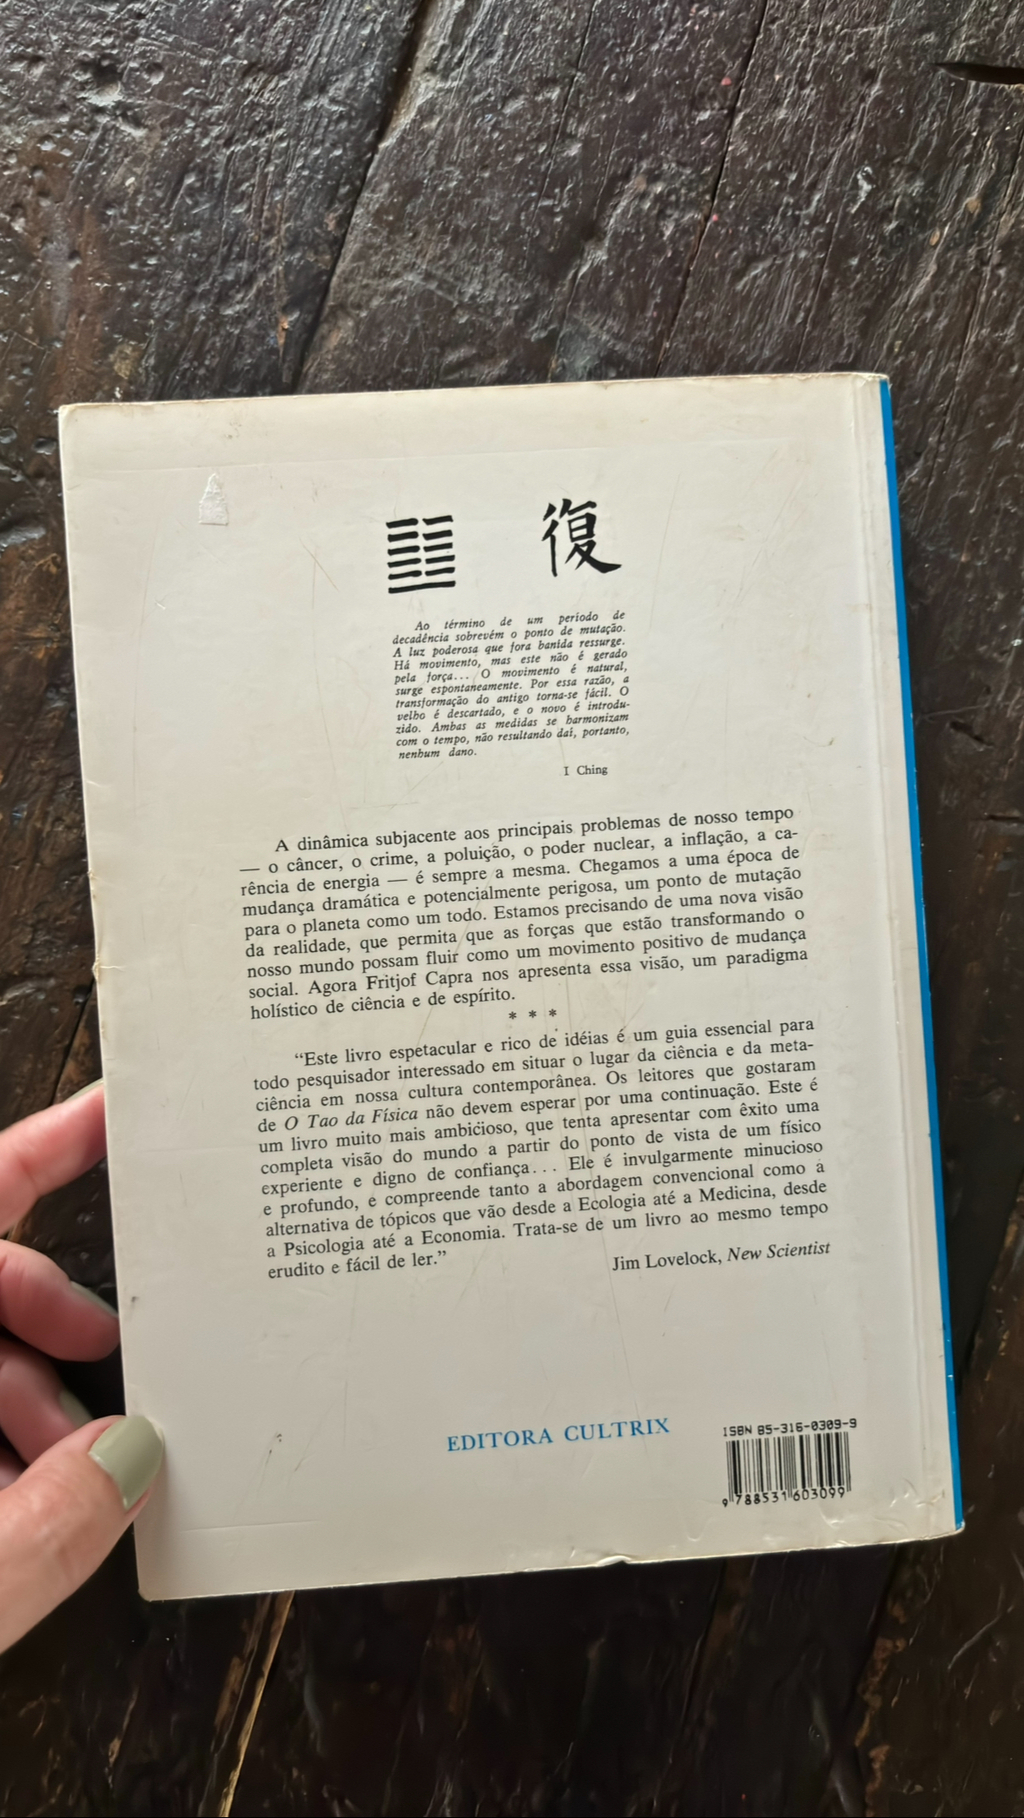 復
Ao término de um período de
decadência sobrevém o ponto de mutação.
A luz poderosa que fora banida ressurge.
Há movimento, mas este não é gerado
pela força... O movimento é natural,
surge espontaneamente. Por essa razão, a
transformação do antigo torna-se fácil. O
velho é descartado, e o novo é introdu-
zido. Ambas as medidas se harmonizam
com o tempo, não resultando daí, portanto,
nenhum dano.
I Ching
A dinâmica subjacente aos principais problemas de nosso tempo
— o câncer, o crime, a poluição, o poder nuclear, a inflação, a ca-
rência de energia — é sempre a mesma. Chegamos a uma época de
mudança dramática e potencialmente perigosa, um ponto de mutação
para o planeta como um todo. Estamos precisando de uma nova visão
da realidade, que permita que as forças que estão transformando o
nosso mundo possam fluir como um movimento positivo de mudança
social. Agora Fritjof Capra nos apresenta essa visão, um paradigma
holístico de ciência e de espírito.
* * *
“Este livro espetacular e rico de idéias é um guia essencial para
todo pesquisador interessado em situar o lugar da ciência e da meta-
ciência em nossa cultura contemporânea. Os leitores que gostaram
de O Tao da Física não devem esperar por uma continuação. Este é
um livro muito mais ambicioso, que tenta apresentar com êxito uma
completa visão do mundo a partir do ponto de vista de um físico
experiente e digno de confiança... Ele é invulgarmente minucioso
e profundo, e compreende tanto a abordagem convencional como a
alternativa de tópicos que vão desde a Ecologia até a Medicina, desde
a Psicologia até a Economia. Trata-se de um livro ao mesmo tempo
erudito e fácil de ler.”
Jim Lovelock, New Scientist
EDITORA CULTRIX
ISBN 85-316-0309-9
9 788531 603099